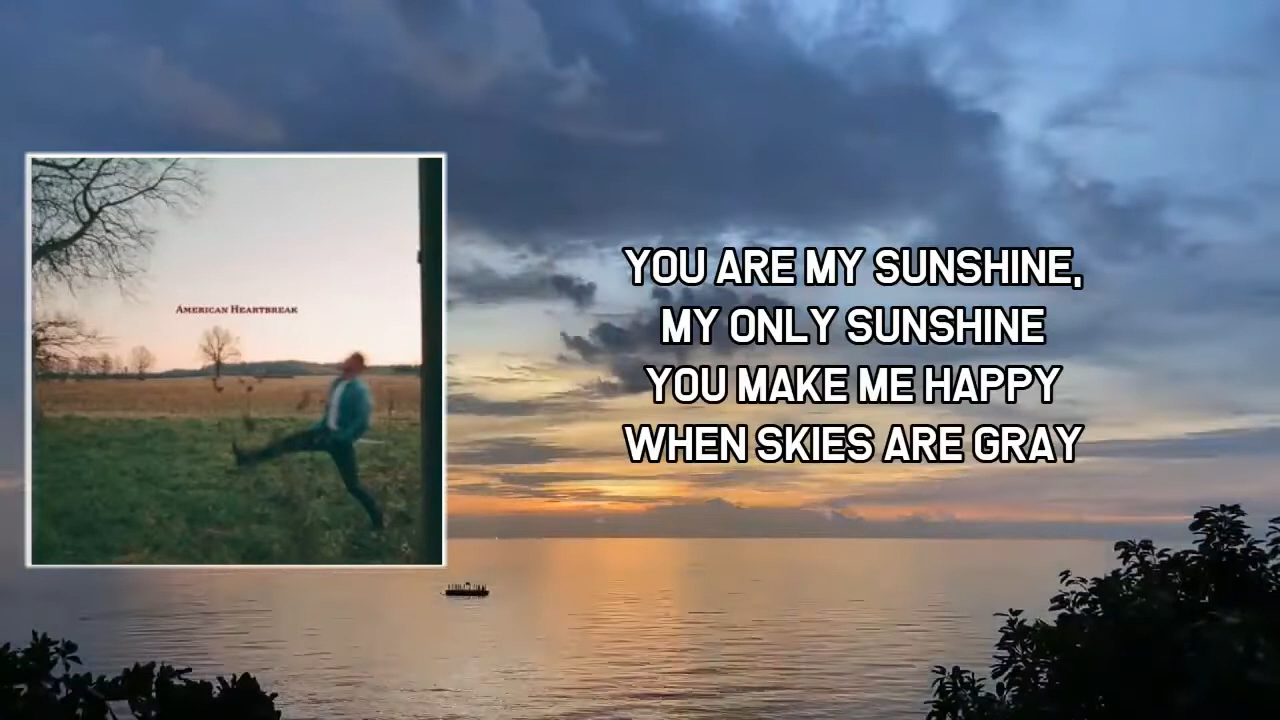 American Heartbreak
YOU ARE MY SUNSHINE,
MY ONLY SUNSHINE
YOU MAKE ME HAPPY
WHEN SKIES ARE GRAY